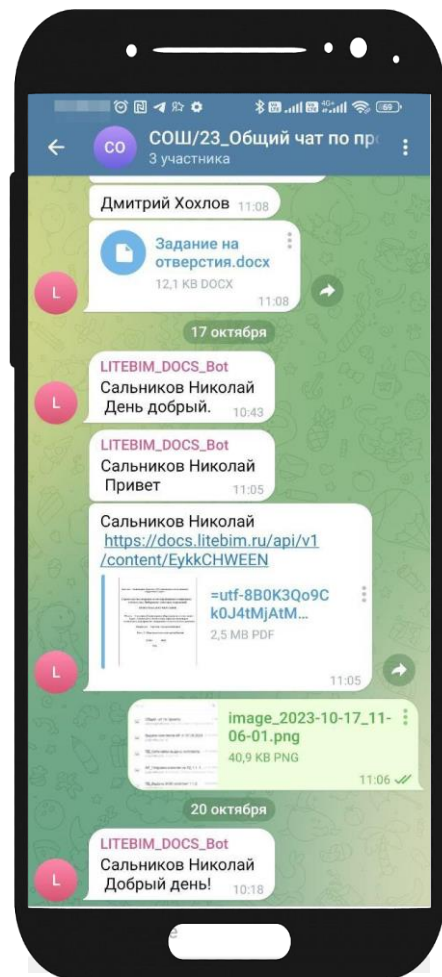 4G+
69
СО
СОШ/23_Общий чат по пр
3 участника
Дмитрий Хохлов 11:08
Задание на
отверстия.docx
12,1 KB DOCX
11:08
L
17 октября
LITEBIM_DOCS_Bot
Сальников Николай
День добрый. 10:43
L
LITEBIM_DOCS_Bot
Сальников Николай
Привет 11:05
Сальников Николай
https://docs.litebim.ru/api/v1
/content/EykkCHWEEN
=utf-8B0K3Qo9C
k0J4tMjAtM...
2,5 MB PDF
11:05
L
image_2023-10-17_11-
06-01.png
40,9 KB PNG
11:06
20 октября
LITEBIM_DOCS_Bot
Сальников Николай
Добрый день! 10:18
L
e